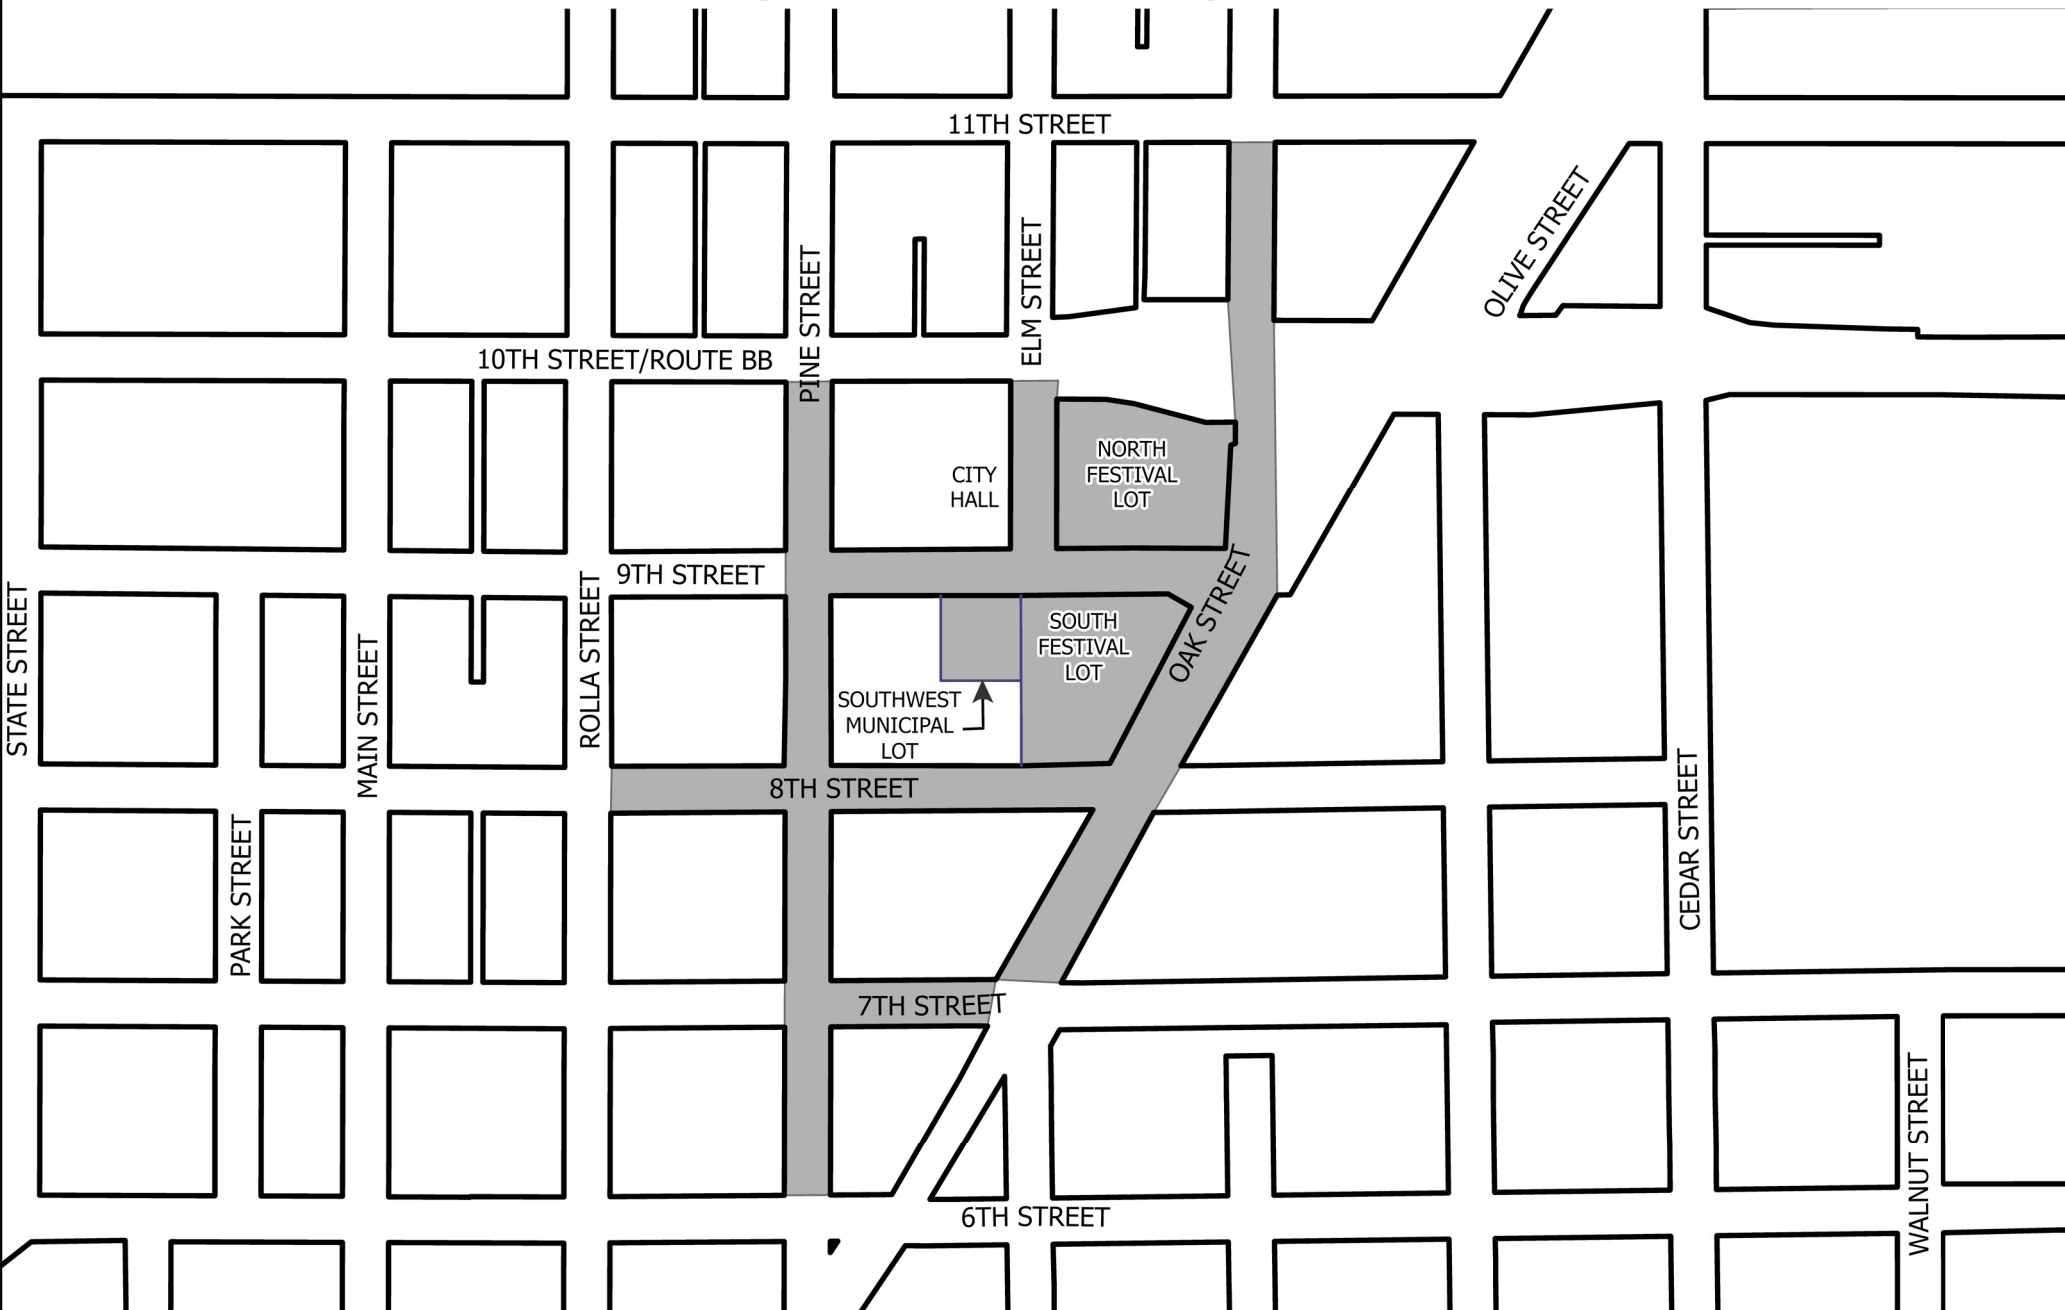 11TH STREET
OLIVE STREET
PINE STREET
ELM STREET
10TH STREET/ROUTE BB
CITY
HALL
NORTH
FESTIVAL
LOT
9TH STREET
OAK STREET
STATE STREET
MAIN STREET
ROLLA STREET
SOUTH
FESTIVAL
LOT
SOUTHWEST
MUNICIPAL
LOT
8TH STREET
PARK STREET
CEDAR STREET
7TH STREET
WALNUT STREET
6TH STREET